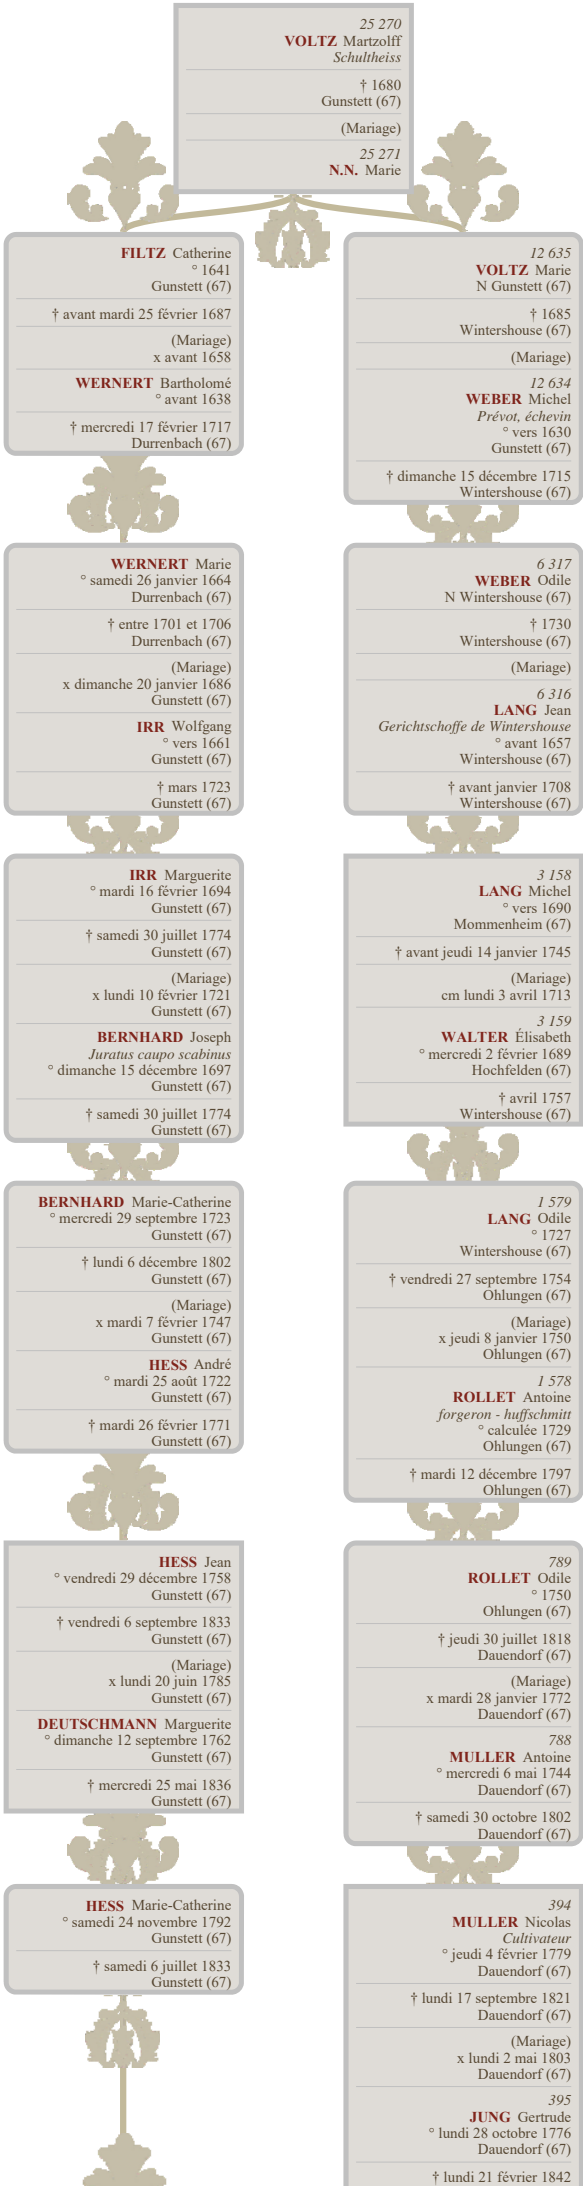 25 270
VOLTZ Martzolff
Schultheiss
† 1680
Gunstett (67)
(Mariage)
25 271
N.N. Marie
FILTZ Catherine
° 1641
Gunstett (67)
† avant mardi 25 février 1687
(Mariage)
x avant 1658
WERNERT Bartholomé
° avant 1638
† mercredi 17 février 1717
Durrenbach (67)
WERNERT Marie
° samedi 26 janvier 1664
Durrenbach (67)
† entre 1701 et 1706
Durrenbach (67)
(Mariage)
x dimanche 20 janvier 1686
Gunstett (67)
IRR Wolfgang
° vers 1661
Gunstett (67)
† mars 1723
Gunstett (67)
IRR Marguerite
° mardi 16 février 1694
Gunstett (67)
† samedi 30 juillet 1774
Gunstett (67)
(Mariage)
x lundi 10 février 1721
Gunstett (67)
BERNHARD Joseph
Juratus caupo scabinus
° dimanche 15 décembre 1697
Gunstett (67)
† samedi 30 juillet 1774
Gunstett (67)
BERNHARD Marie-Catherine
° mercredi 29 septembre 1723
Gunstett (67)
† lundi 6 décembre 1802
Gunstett (67)
(Mariage)
x mardi 7 février 1747
Gunstett (67)
HESS André
° mardi 25 août 1722
Gunstett (67)
† mardi 26 février 1771
Gunstett (67)
HESS Jean
° vendredi 29 décembre 1758
Gunstett (67)
† vendredi 6 septembre 1833
Gunstett (67)
(Mariage)
x lundi 20 juin 1785
Gunstett (67)
DEUTSCHMANN Marguerite
° dimanche 12 septembre 1762
Gunstett (67)
† mercredi 25 mai 1836
Gunstett (67)
HESS Marie-Catherine
° samedi 24 novembre 1792
Gunstett (67)
† samedi 6 juillet 1833
Gunstett (67)
12 635
VOLTZ Marie
N Gunstett (67)
† 1685
Wintershouse (67)
(Mariage)
12 634
WEBER Michel
Prévot, échevin
° vers 1630
Gunstett (67)
† dimanche 15 décembre 1715
Wintershouse (67)
6 317
WEBER Odile
N Wintershouse (67)
† 1730
Wintershouse (67)
(Mariage)
6 316
LANG Jean
Gerichtschoffe de Wintershouse
° avant 1657
Wintershouse (67)
† avant janvier 1708
Wintershouse (67)
3 158
LANG Michel
° vers 1690
Mommenheim (67)
† avant jeudi 14 janvier 1745
(Mariage)
cm lundi 3 avril 1713
3 159
WALTER Élisabeth
° mercredi 2 février 1689
Hochfelden (67)
† avril 1757
Wintershouse (67)
1 579
LANG Odile
° 1727
Wintershouse (67)
† vendredi 27 septembre 1754
Ohlungen (67)
(Mariage)
x jeudi 8 janvier 1750
Ohlungen (67)
1 578
ROLLET Antoine
forgeron - huffschmitt
° calculée 1729
Ohlungen (67)
† mardi 12 décembre 1797
Ohlungen (67)
789
ROLLET Odile
° 1750
Ohlungen (67)
† jeudi 30 juillet 1818
Dauendorf (67)
(Mariage)
x mardi 28 janvier 1772
Dauendorf (67)
788
MULLER Antoine
° mercredi 6 mai 1744
Dauendorf (67)
† samedi 30 octobre 1802
Dauendorf (67)
394
MULLER Nicolas
Cultivateur
° jeudi 4 février 1779
Dauendorf (67)
† lundi 17 septembre 1821
Dauendorf (67)
(Mariage)
x lundi 2 mai 1803
Dauendorf (67)
395
JUNG Gertrude
° lundi 28 octobre 1776
Dauendorf (67)
† lundi 21 février 1842